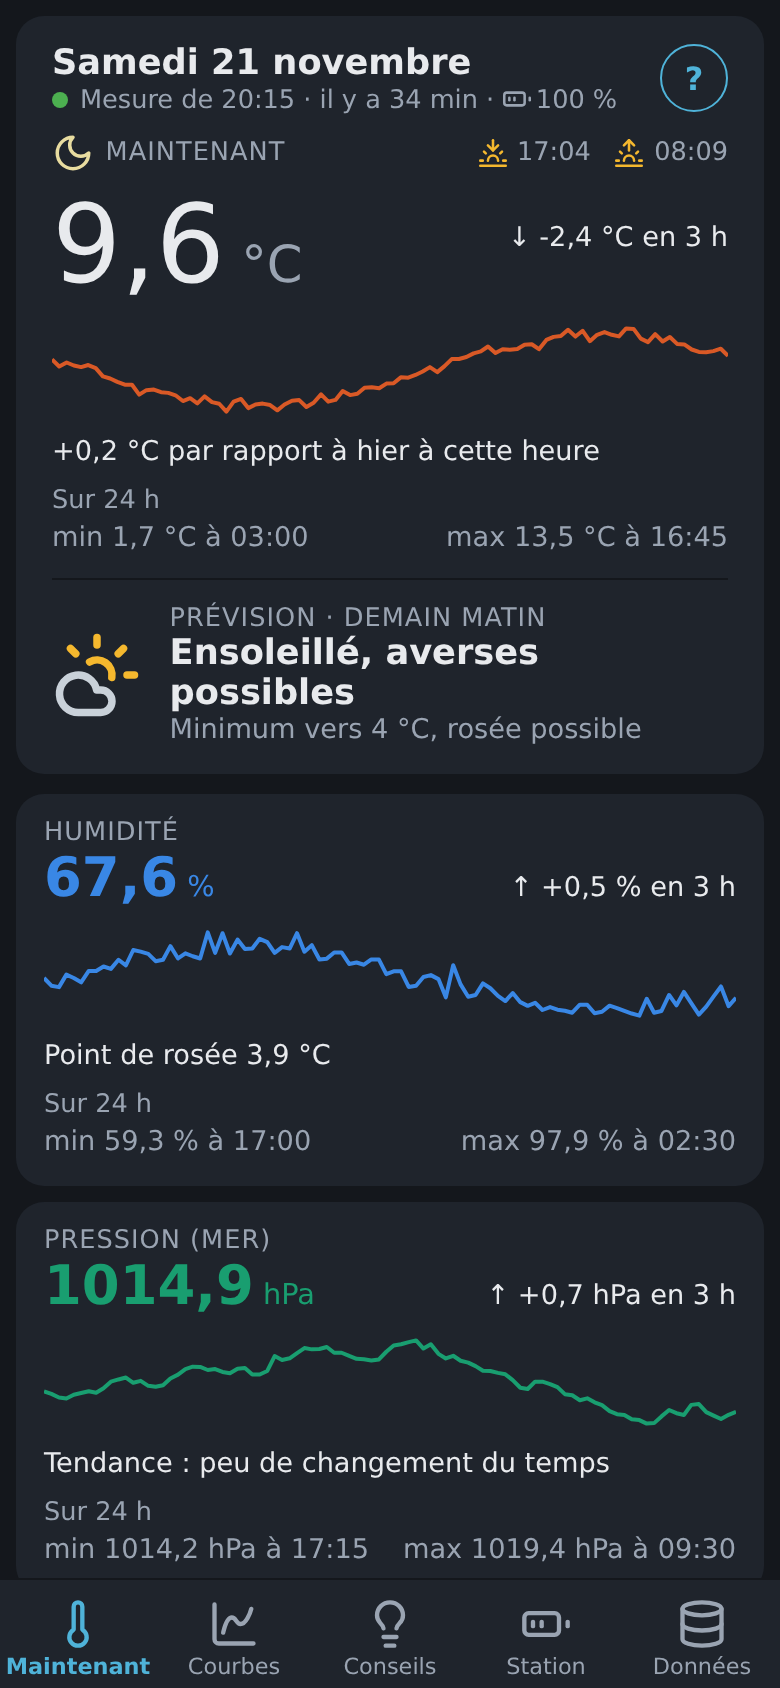 Samedi 21 novembre
?
Mesure de 20:15 · il y a 34 min · 100 %
MAINTENANT
17:04
08:09
9,6 °C
↓ -2,4 °C en 3 h
+0,2 °C par rapport à hier à cette heure
Sur 24 h
min 1,7 °C à 03:00
max 13,5 °C à 16:45
PRÉVISION · DEMAIN MATIN
Ensoleillé, averses
possibles
Minimum vers 4 °C, rosée possible
HUMIDITÉ
67,6 %
↑ +0,5 % en 3 h
Point de rosée 3,9 °C
Sur 24 h
min 59,3 % à 17:00
max 97,9 % à 02:30
PRESSION (MER)
1014,9 hPa
↑ +0,7 hPa en 3 h
Tendance : peu de changement du temps
Sur 24 h
min 1014,2 hPa à 17:15
max 1019,4 hPa à 09:30
Maintenant
Courbes
Conseils
Station
Données